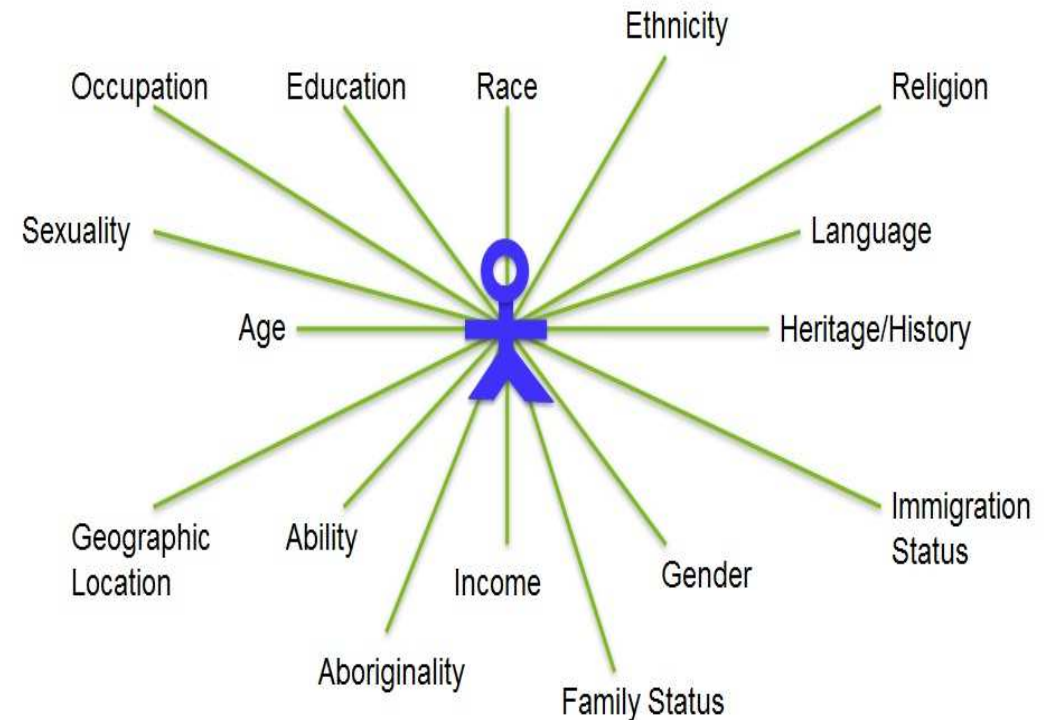 Ethnicity
Occupation
Education
Race
Religion
Sexuality
Language
Age
Heritage/History
Geographic
Location
Ability
Income
Gender
Immigration
Status
Aboriginality
Family Status